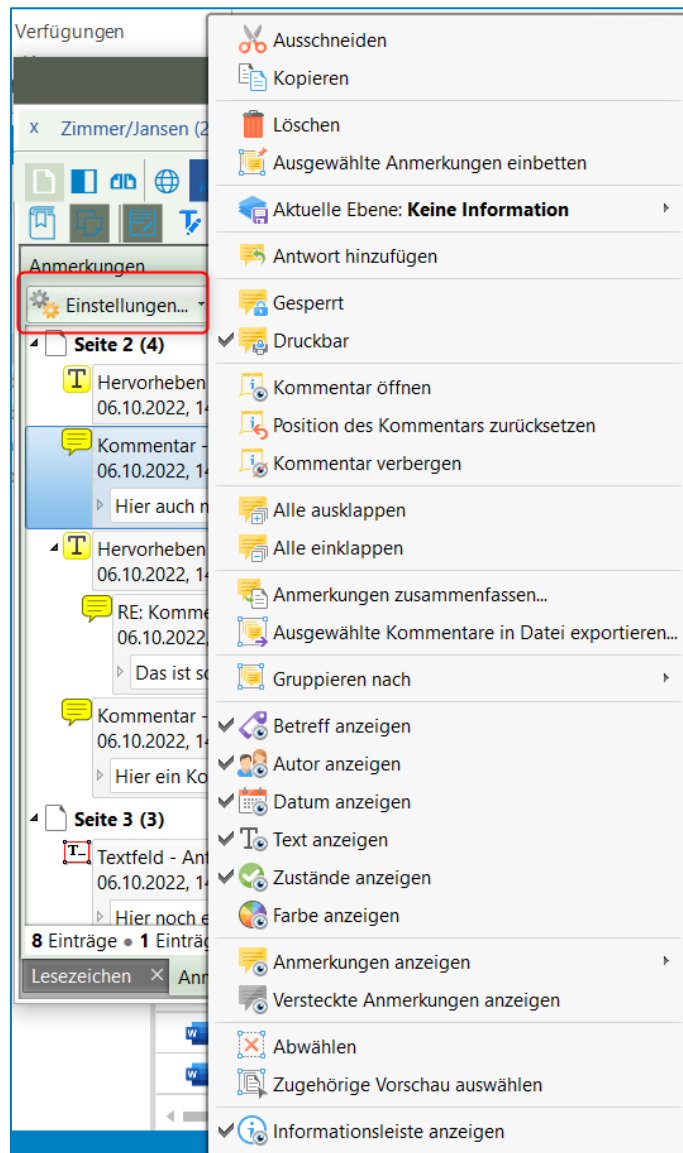 Verfügungen
x Zimmer/Jansen (2
Anmerkungen
Einstellungen...
Seite 2 (4)
T Hervorheben
06.10.2022, 14
Kommentar -
06.10.2022, 14
Hier auch n
T Hervorheben
06.10.2022, 14
RE: Komme
06.10.2022,
Das ist so
Kommentar -
06.10.2022, 14
Hier ein Ko
Seite 3 (3)
T Textfeld - Ant
06.10.2022, 14
Hier noch e
8 Einträge • 1 Einträg
Lesezeichen × Anr
Ausschneiden
Kopieren
Löschen
Ausgewählte Anmerkungen einbetten
Aktuelle Ebene: Keine Information
Antwort hinzufügen
Gesperrt
Druckbar
Kommentar öffnen
Position des Kommentars zurücksetzen
Kommentar verbergen
Alle ausklappen
Alle einklappen
Anmerkungen zusammenfassen...
Ausgewählte Kommentare in Datei exportieren...
Gruppieren nach
Betreff anzeigen
Autor anzeigen
Datum anzeigen
Text anzeigen
Zustände anzeigen
Farbe anzeigen
Anmerkungen anzeigen
Versteckte Anmerkungen anzeigen
Abwählen
Zugehörige Vorschau auswählen
Informationsleiste anzeigen